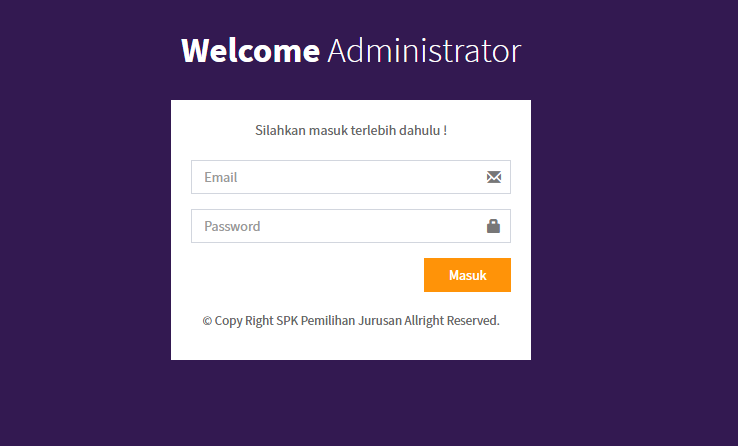 Welcome Administrator
Silahkan masuk terlebih dahulu !
Email
Password
Masuk
© Copy Right SPK Pemilihan Jurusan Allright Reserved.